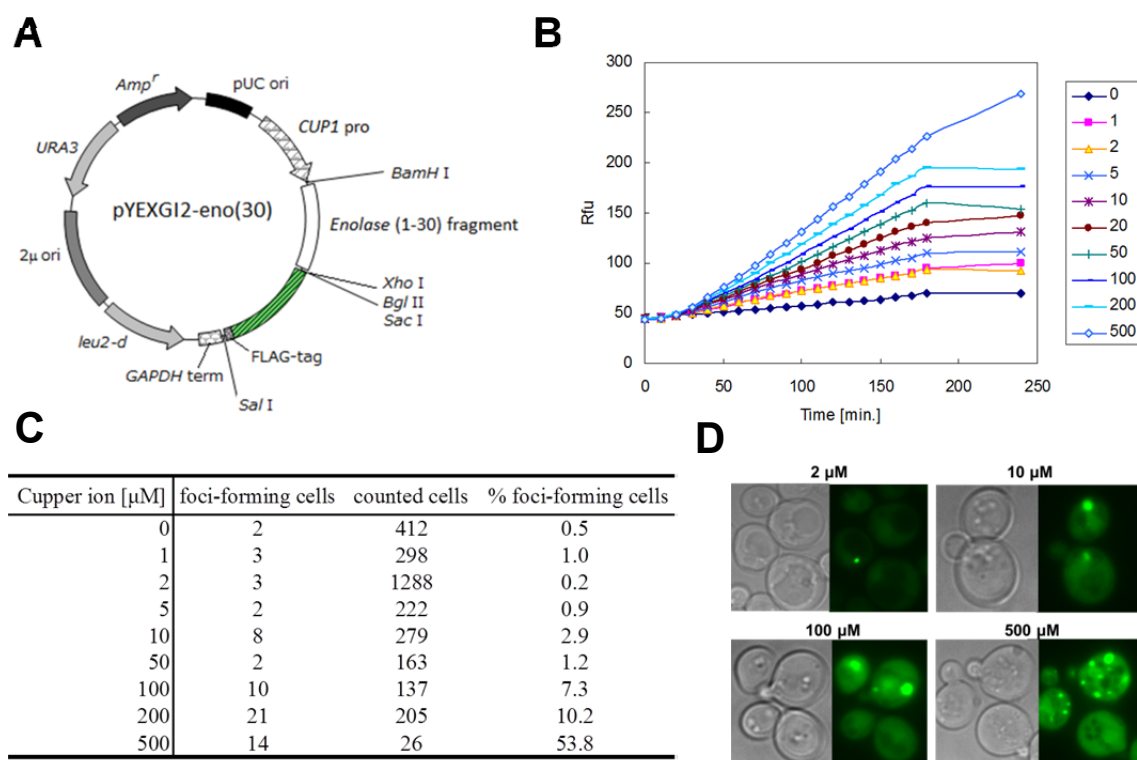 A
Amp^r
pUC ori
CUP1 pro
URA3
BamH I
pYEXGI2-eno(30)
Enolase (1-30) fragment
2μ ori
Xho I
Bgl II
Sac I
leu2-d
FLAG-tag
GAPDH term
Sal I
B
300
250
200
150
100
50
0
Rfu
0 50 100 150 200 250
Time [min.]
0
1
2
5
10
20
50
100
200
500
C
Cupper ion [μM] foci-forming cells counted cells % foci-forming cells
0 2 412 0.5
1 3 298 1.0
2 3 1288 0.2
5 2 222 0.9
10 8 279 2.9
50 2 163 1.2
100 10 137 7.3
200 21 205 10.2
500 14 26 53.8
D
2 μM 10 μM
100 μM 500 μM